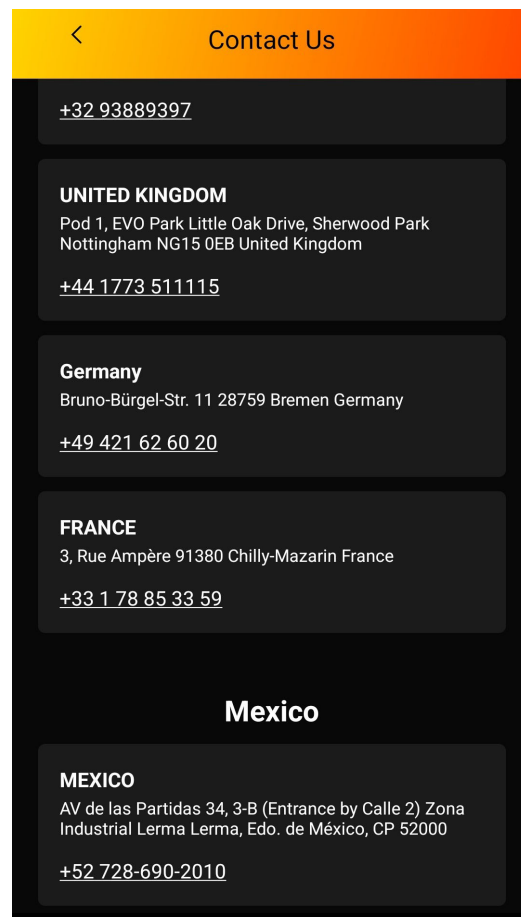 Contact Us
+32 93889397
UNITED KINGDOM
Pod 1, EVO Park Little Oak Drive, Sherwood Park
Nottingham NG15 0EB United Kingdom
+44 1773 511115
Germany
Bruno-Bürgel-Str. 11 28759 Bremen Germany
+49 421 62 60 20
FRANCE
3, Rue Ampère 91380 Chilly-Mazarin France
+33 1 78 85 33 59
Mexico
MEXICO
AV de las Partidas 34, 3-B (Entrance by Calle 2) Zona
Industrial Lerma Lerma, Edo. de México, CP 52000
+52 728-690-2010